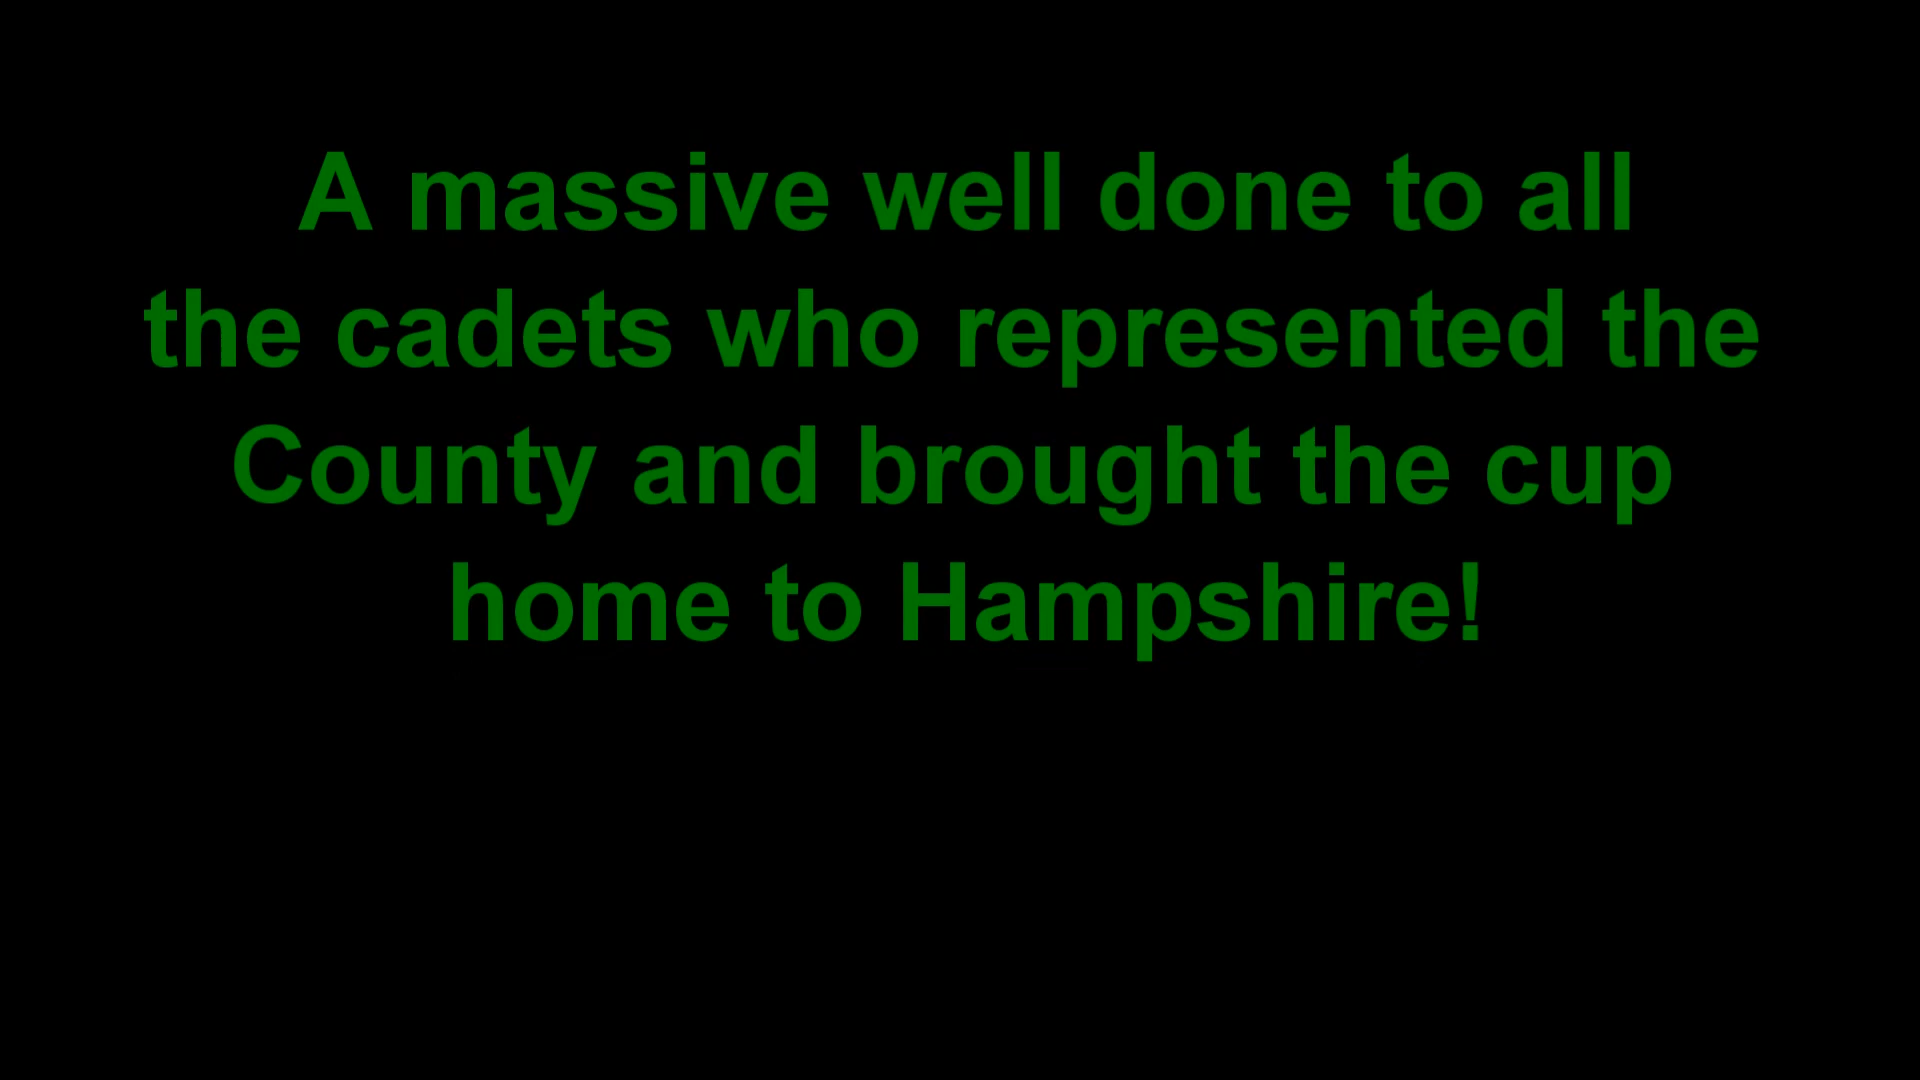 A massive well done to all
the cadets who represented the
County and brought the cup
home to Hampshire!